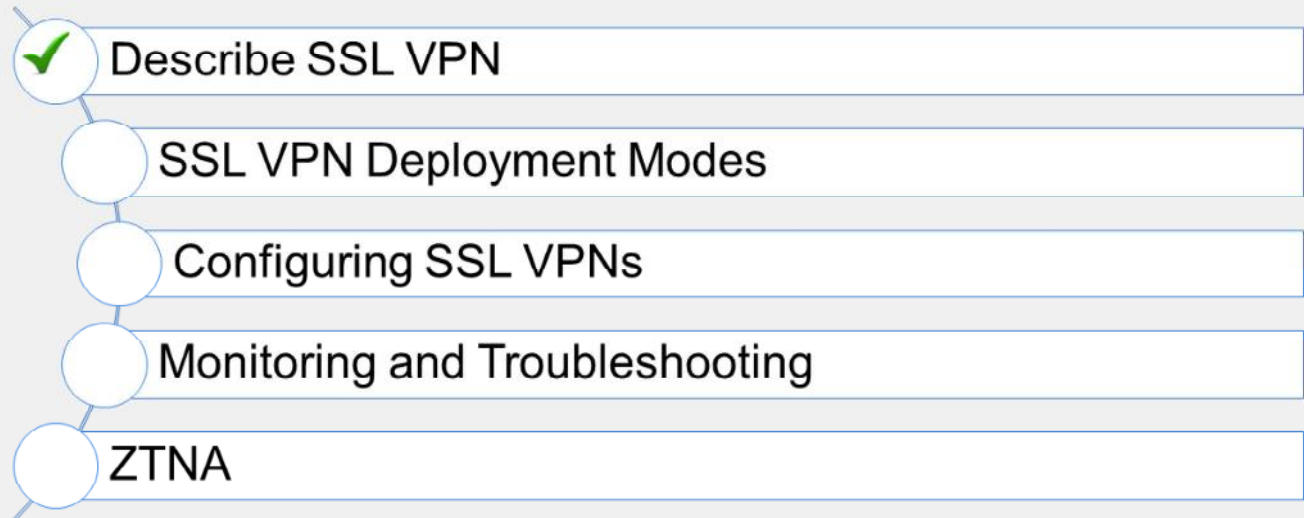 Describe SSL VPN
SSL VPN Deployment Modes
Configuring SSL VPNs
Monitoring and Troubleshooting
ZTNA